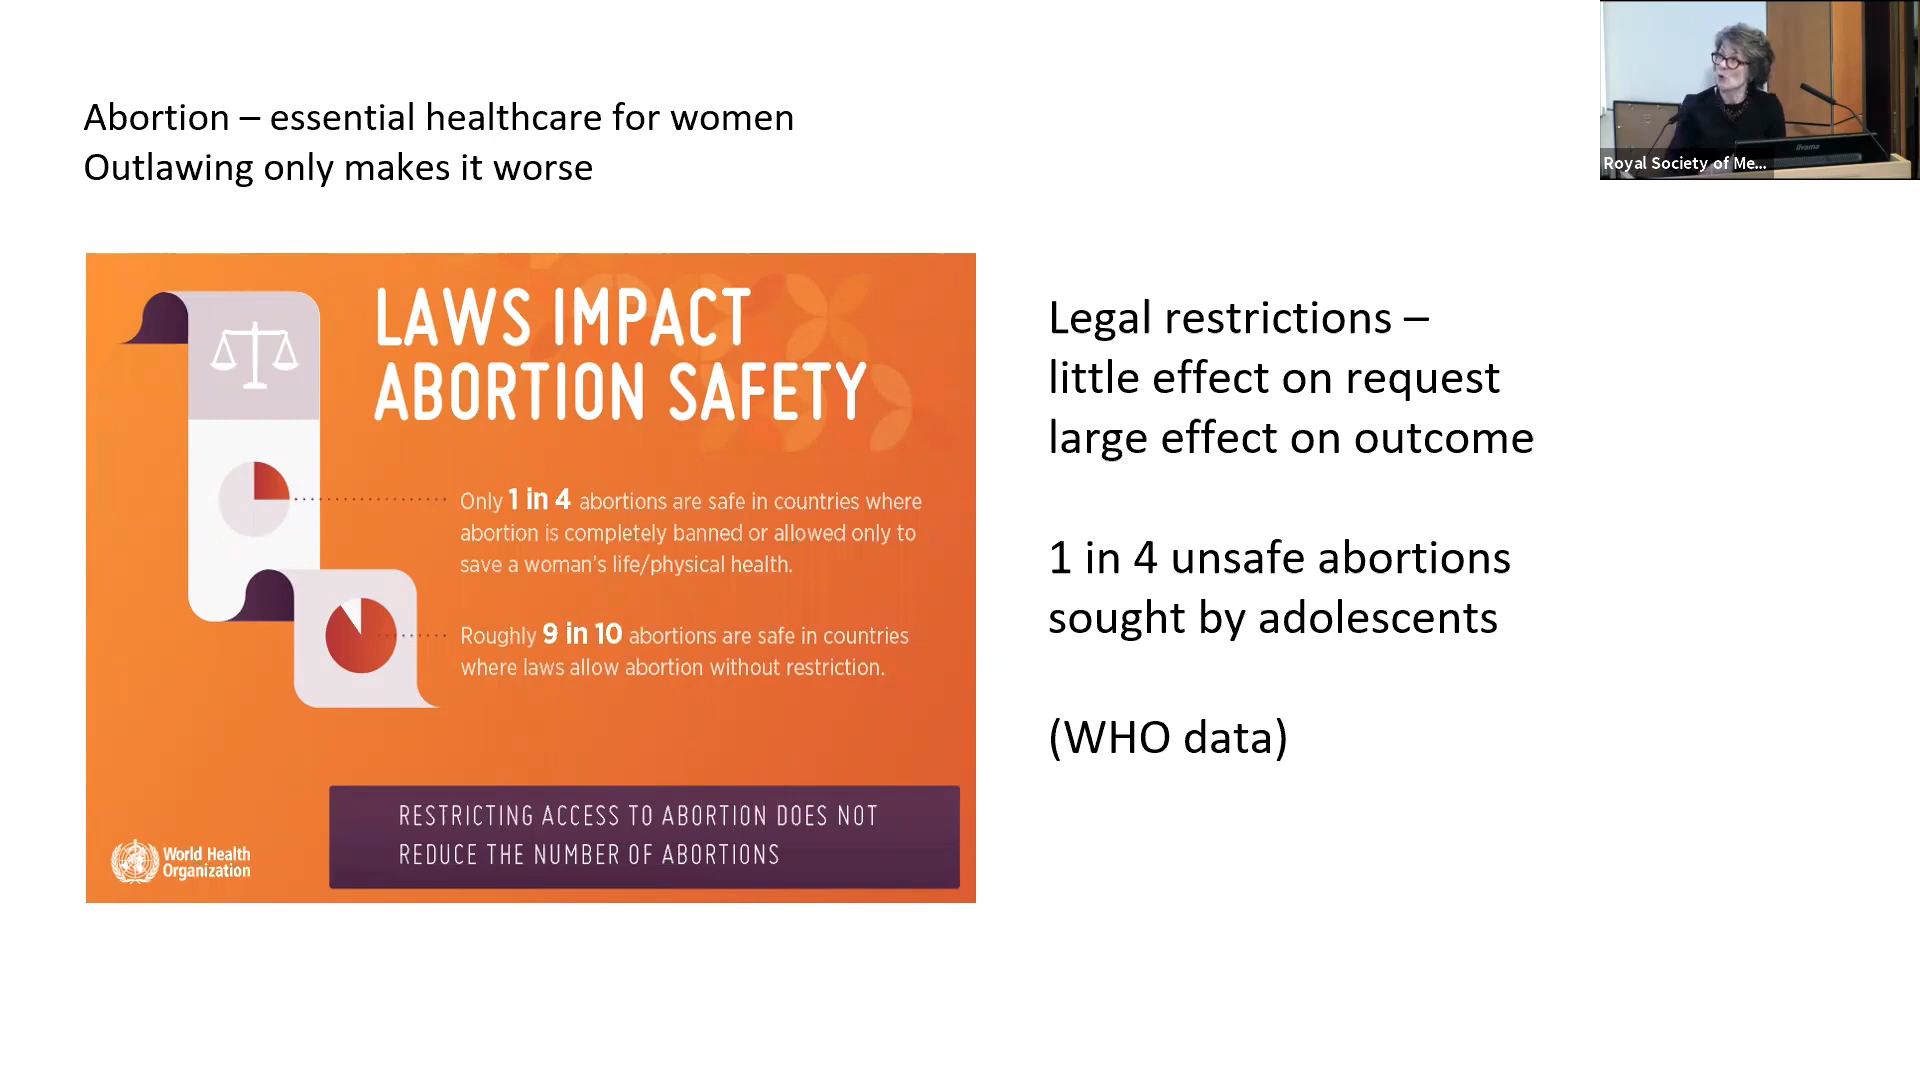 Abortion – essential healthcare for women
Outlawing only makes it worse
Royal Society of Me...
LAWS IMPACT
ABORTION SAFETY
Only 1 in 4 abortions are safe in countries where
abortion is completely banned or allowed only to
save a woman's life/physical health.
Roughly 9 in 10 abortions are safe in countries
where laws allow abortion without restriction.
RESTRICTING ACCESS TO ABORTION DOES NOT
REDUCE THE NUMBER OF ABORTIONS
World Health
Organization
Legal restrictions –
little effect on request
large effect on outcome
1 in 4 unsafe abortions
sought by adolescents
(WHO data)
iiyama